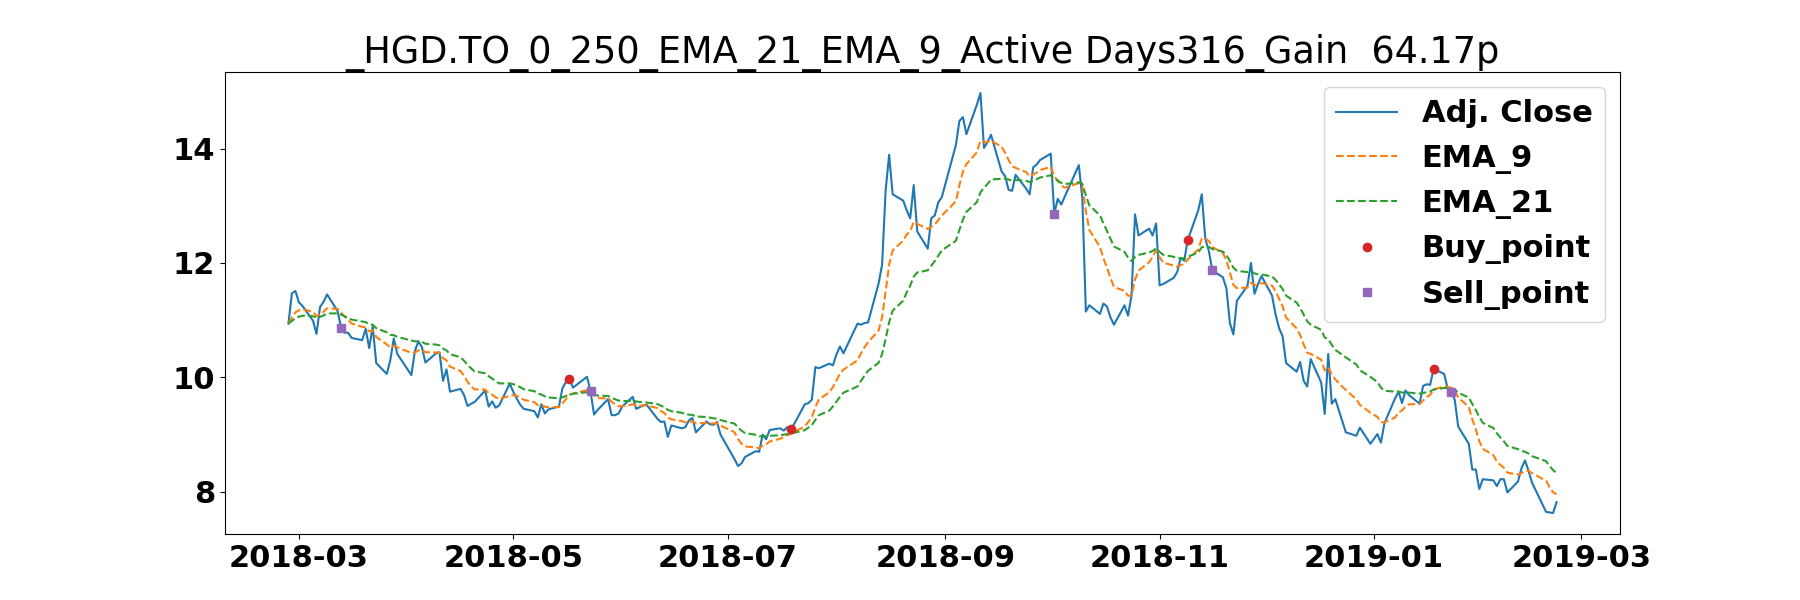 _HGD.TO_0_250_EMA_21_EMA_9_Active Days316_Gain  64.17p
Adj. Close
EMA_9
EMA_21
Buy_point
Sell_point
14
12
10
8
2018-03 2018-05 2018-07 2018-09 2018-11 2019-01 2019-03